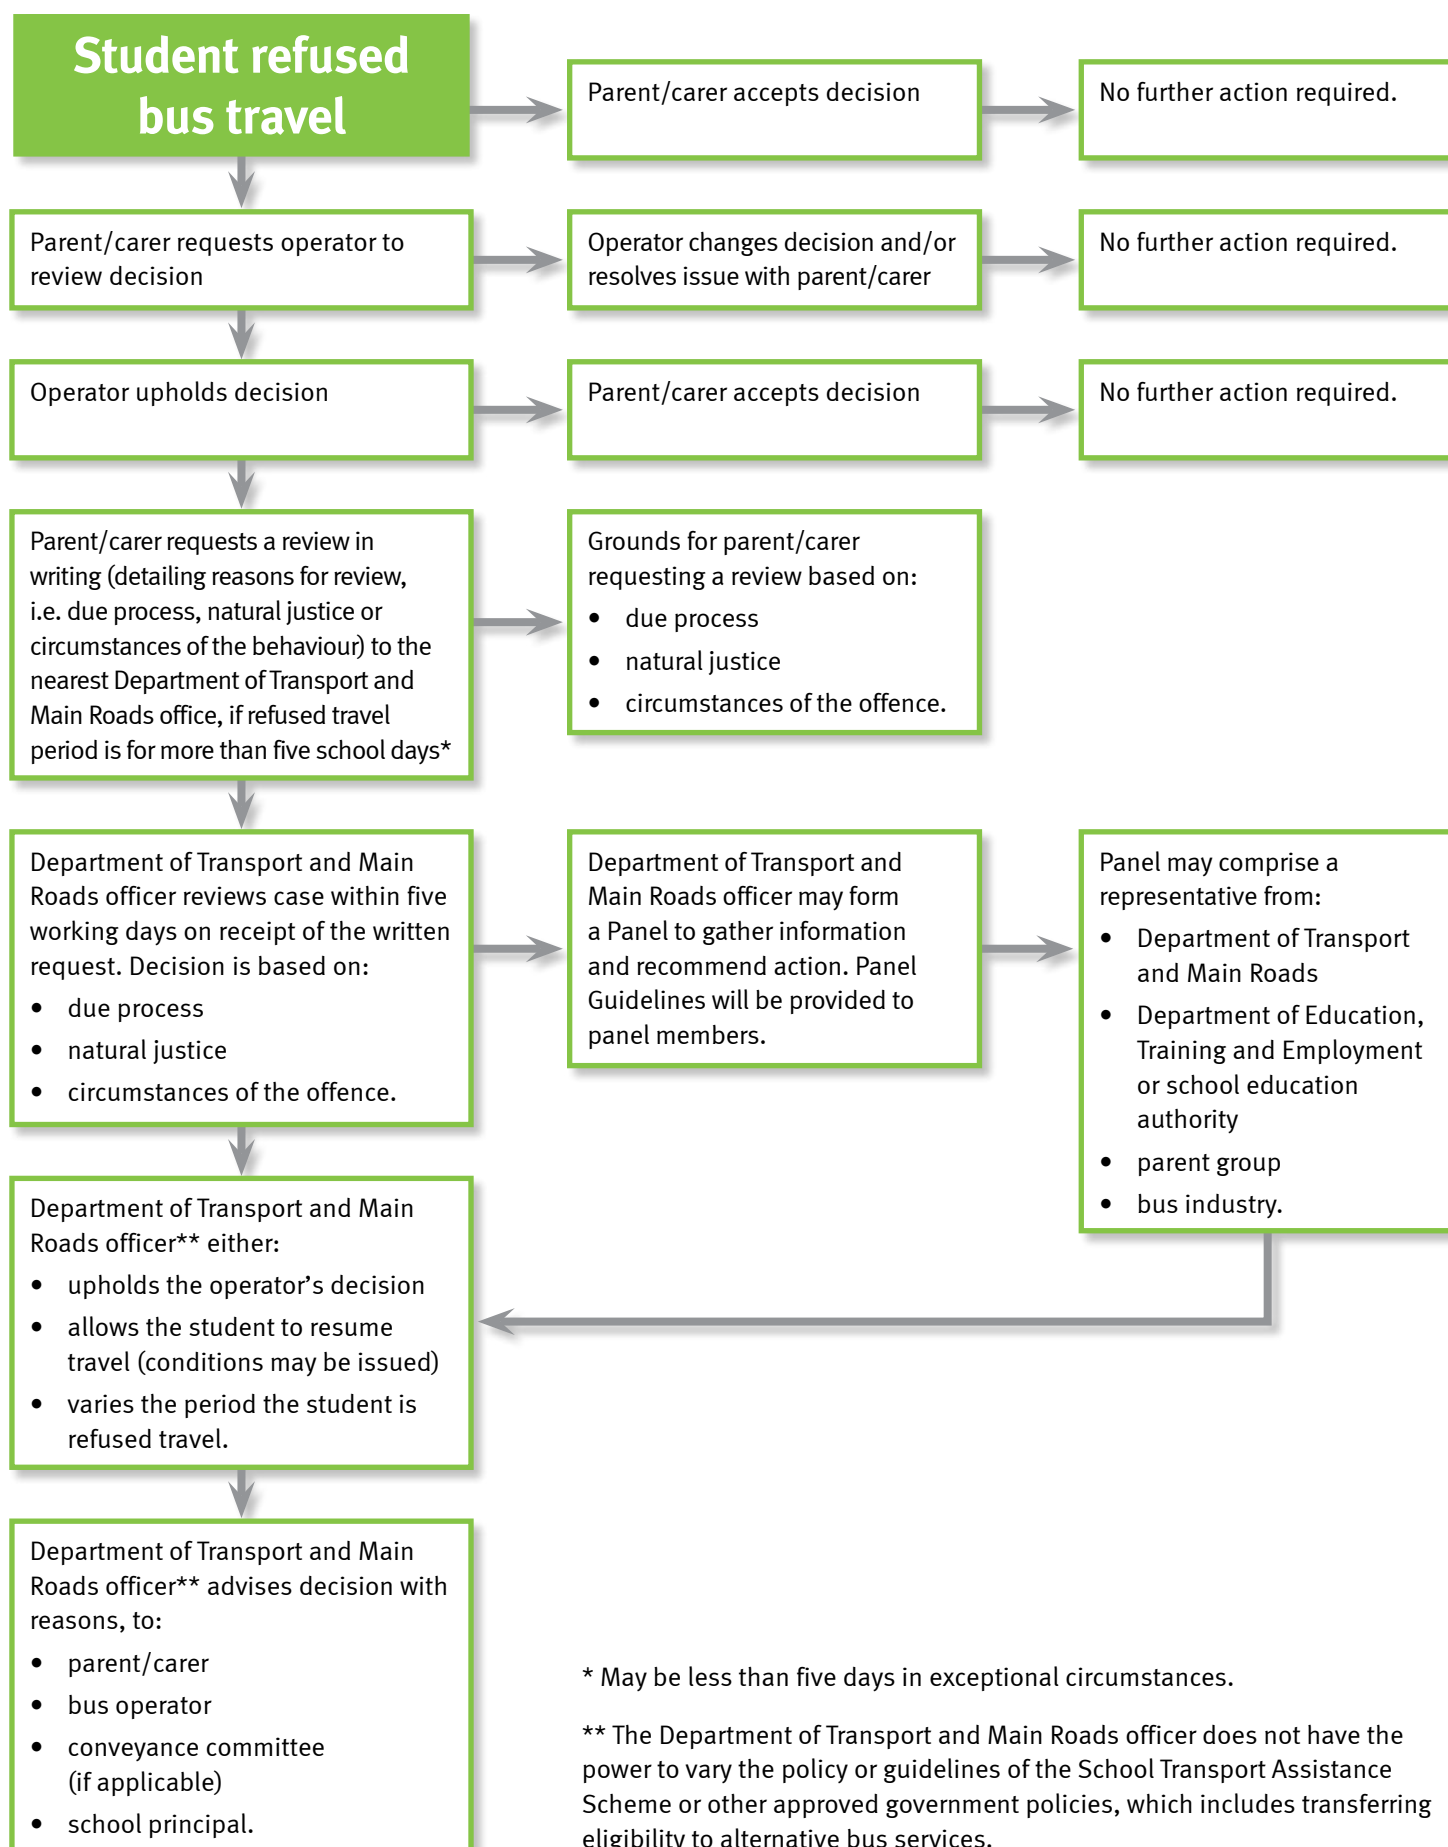 Student refused
bus travel
Parent/carer accepts decision
No further action required.
Parent/carer requests operator to
review decision
Operator changes decision and/or
resolves issue with parent/carer
No further action required.
Operator upholds decision
Parent/carer accepts decision
No further action required.
Parent/carer requests a review in
writing (detailing reasons for review,
i.e. due process, natural justice or
circumstances of the behaviour) to the
nearest Department of Transport and
Main Roads office, if refused travel
period is for more than five school days*
Grounds for parent/carer
requesting a review based on:
• due process
• natural justice
• circumstances of the offence.
Department of Transport and Main
Roads officer reviews case within five
working days on receipt of the written
request. Decision is based on:
• due process
• natural justice
• circumstances of the offence.
Department of Transport and
Main Roads officer may form
a Panel to gather information
and recommend action. Panel
Guidelines will be provided to
panel members.
Panel may comprise a
representative from:
• Department of Transport
and Main Roads
• Department of Education,
Training and Employment
or school education
authority
• parent group
• bus industry.
Department of Transport and Main
Roads officer** either:
• upholds the operator’s decision
• allows the student to resume
travel (conditions may be issued)
• varies the period the student is
refused travel.
Department of Transport and Main
Roads officer** advises decision with
reasons, to:
• parent/carer
• bus operator
• conveyance committee
(if applicable)
• school principal.
* May be less than five days in exceptional circumstances.
** The Department of Transport and Main Roads officer does not have the
power to vary the policy or guidelines of the School Transport Assistance
Scheme or other approved government policies, which includes transferring
eligibility to alternative bus services.